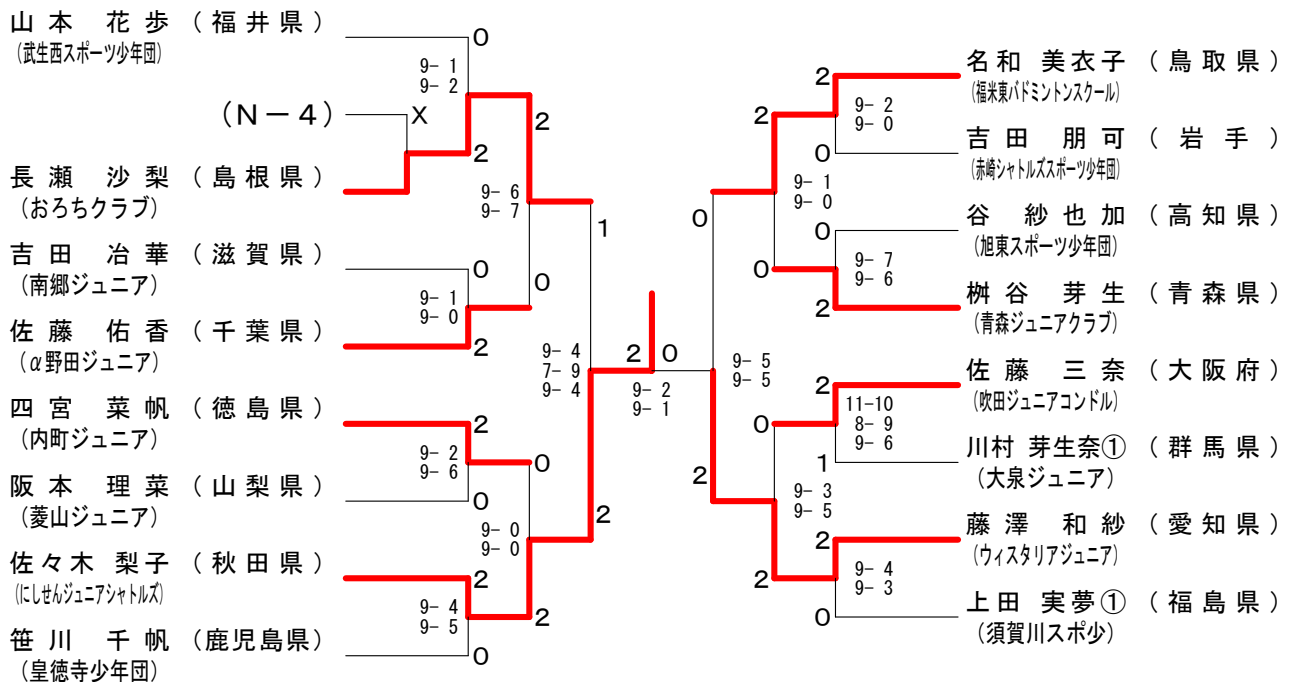 山本 花歩 (福井県)
(武生西スポーツ少年団)
0
9- 1
9- 2
(N-4)
X
2
2
長瀬 沙梨 (島根県)
(おろちクラブ)
9- 6
9- 7
1
吉田 冶華 (滋賀県)
(南郷ジュニア)
0
0
9- 1
9- 0
佐藤 佑香 (千葉県)
(α野田ジュニア)
2
9- 4
7- 9
9- 4
四宮 菜帆 (徳島県)
(内町ジュニア)
2
9- 2
9- 6
0
阪本 理菜 (山梨県)
(菱山ジュニア)
0
9- 0
9- 0
2
佐々木 梨子 (秋田県)
(にしせんジュニアシャトルズ)
2
9- 4
9- 5
2
笹川 千帆 (鹿児島県)
(皇徳寺少年団)
0
2 0
9- 2
9- 1
名和 美衣子 (鳥取県)
(福米東バドミントンスクール)
2
9- 2
9- 0
2
吉田 朋可 (岩手)
(赤崎シャトルズスポーツ少年団)
0
9- 1
9- 0
0
谷 紗也加 (高知県)
(旭東スポーツ少年団)
0
9- 7
9- 6
0
桝谷 芽生 (青森県)
(青森ジュニアクラブ)
2
9- 5
9- 5
佐藤 三奈 (大阪府)
(吹田ジュニアコンドル)
2
11-10
8- 9
9- 6
0
川村 芽生奈① (群馬県)
(大泉ジュニア)
1
2
9- 3
9- 5
藤澤 和紗 (愛知県)
(ウィスタリアジュニア)
2
9- 4
9- 3
2
上田 実夢① (福島県)
(須賀川スポ少)
0